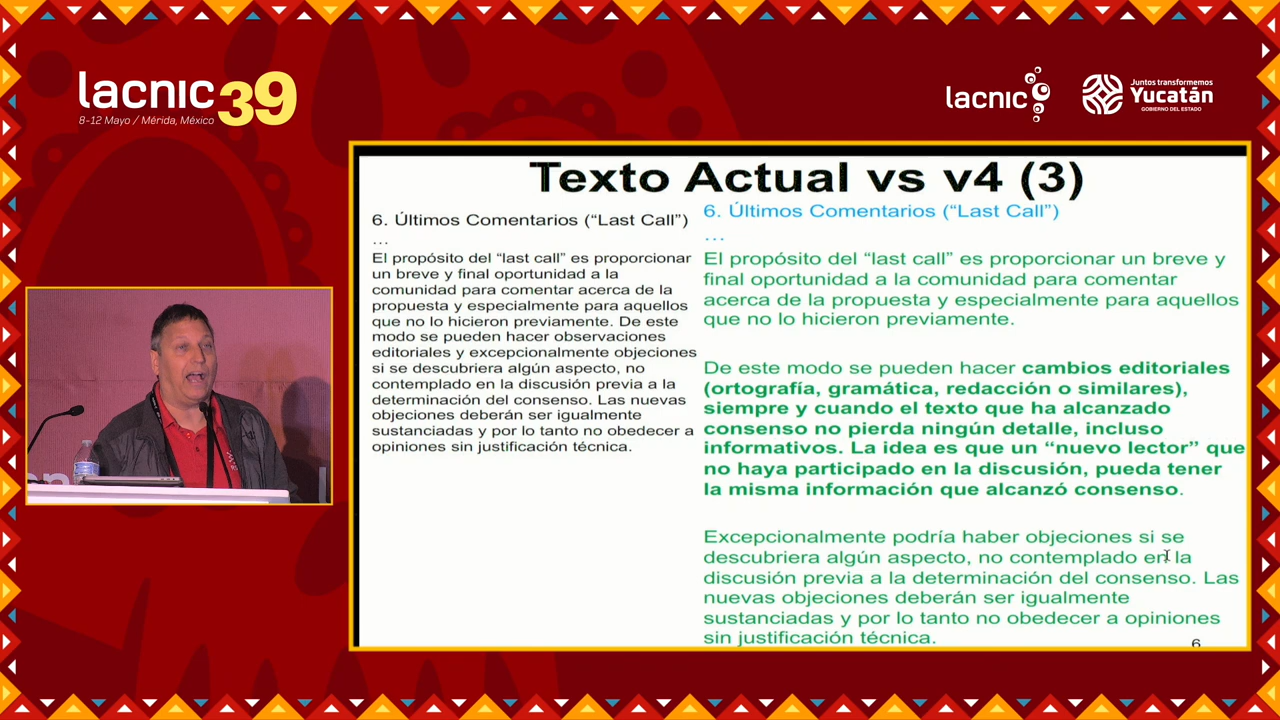 lacnic 39
8-12 Mayo / Mérida, México
lacnic
Juntos transformemos
Yucatán
GOBIERNO DEL ESTADO
Texto Actual vs v4 (3)
6. Últimos Comentarios (“Last Call”)
...
El propósito del “last call” es proporcionar
un breve y final oportunidad a la
comunidad para comentar acerca de la
propuesta y especialmente para aquellos
que no lo hicieron previamente. De este
modo se pueden hacer observaciones
editoriales y excepcionalmente objeciones
si se descubriera algún aspecto, no
contemplado en la discusión previa a la
determinación del consenso. Las nuevas
objeciones deberán ser igualmente
sustanciadas y por lo tanto no obedecer a
opiniones sin justificación técnica.
6. Últimos Comentarios (“Last Call”)
...
El propósito del “last call” es proporcionar un breve y
final oportunidad a la comunidad para comentar
acerca de la propuesta y especialmente para aquellos
que no lo hicieron previamente.
De este modo se pueden hacer cambios editoriales
(ortografía, gramática, redacción o similares),
siempre y cuando el texto que ha alcanzado
consenso no pierda ningún detalle, incluso
informativos. La idea es que un “nuevo lector” que
no haya participado en la discusión, pueda tener
la misma información que alcanzó consenso.
Excepcionalmente podría haber objeciones si se
descubriera algún aspecto, no contemplado en la
discusión previa a la determinación del consenso. Las
nuevas objeciones deberán ser igualmente
sustanciadas y por lo tanto no obedecer a opiniones
sin justificación técnica.
6